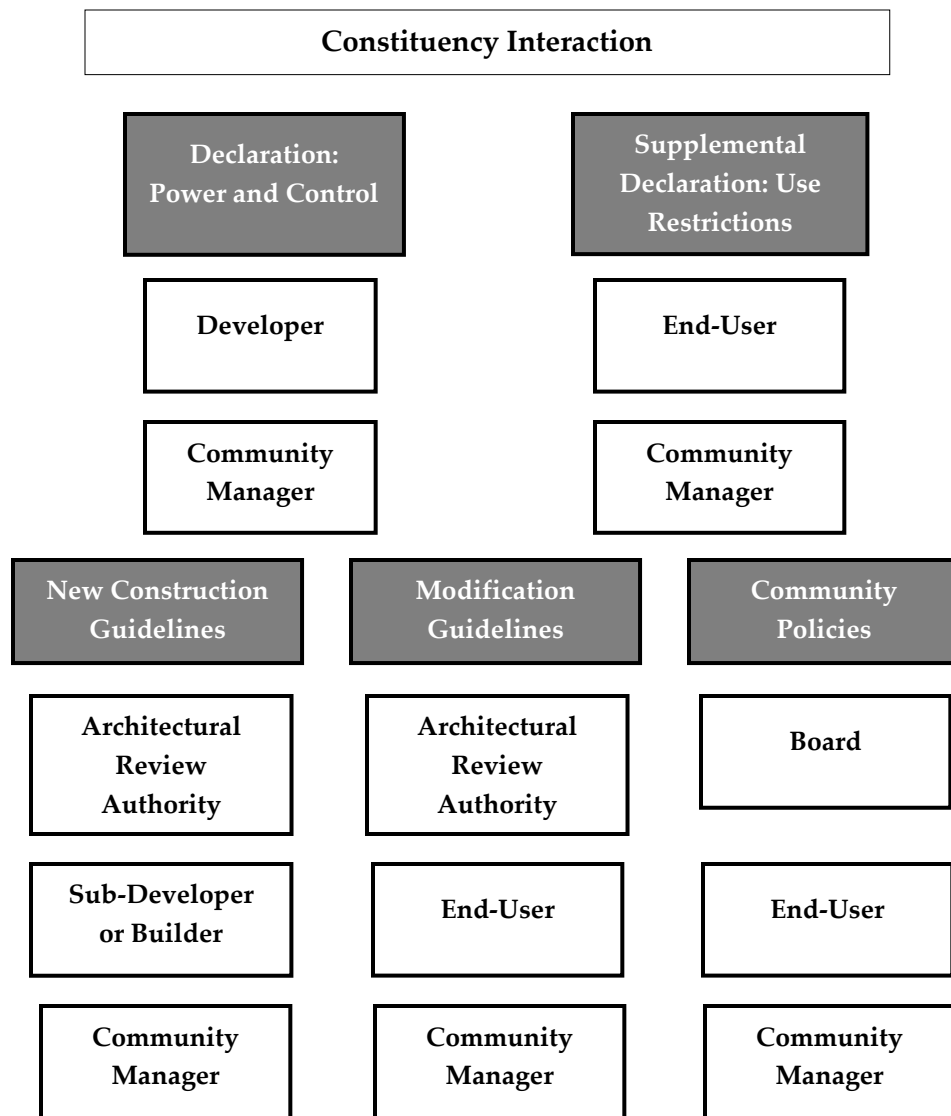 Constituency Interaction
Declaration:
Power and Control
Supplemental
Declaration: Use
Restrictions
Developer
End-User
Community
Manager
Community
Manager
New Construction
Guidelines
Modification
Guidelines
Community
Policies
Architectural
Review
Authority
Architectural
Review
Authority
Board
Sub-Developer
or Builder
End-User
End-User
Community
Manager
Community
Manager
Community
Manager